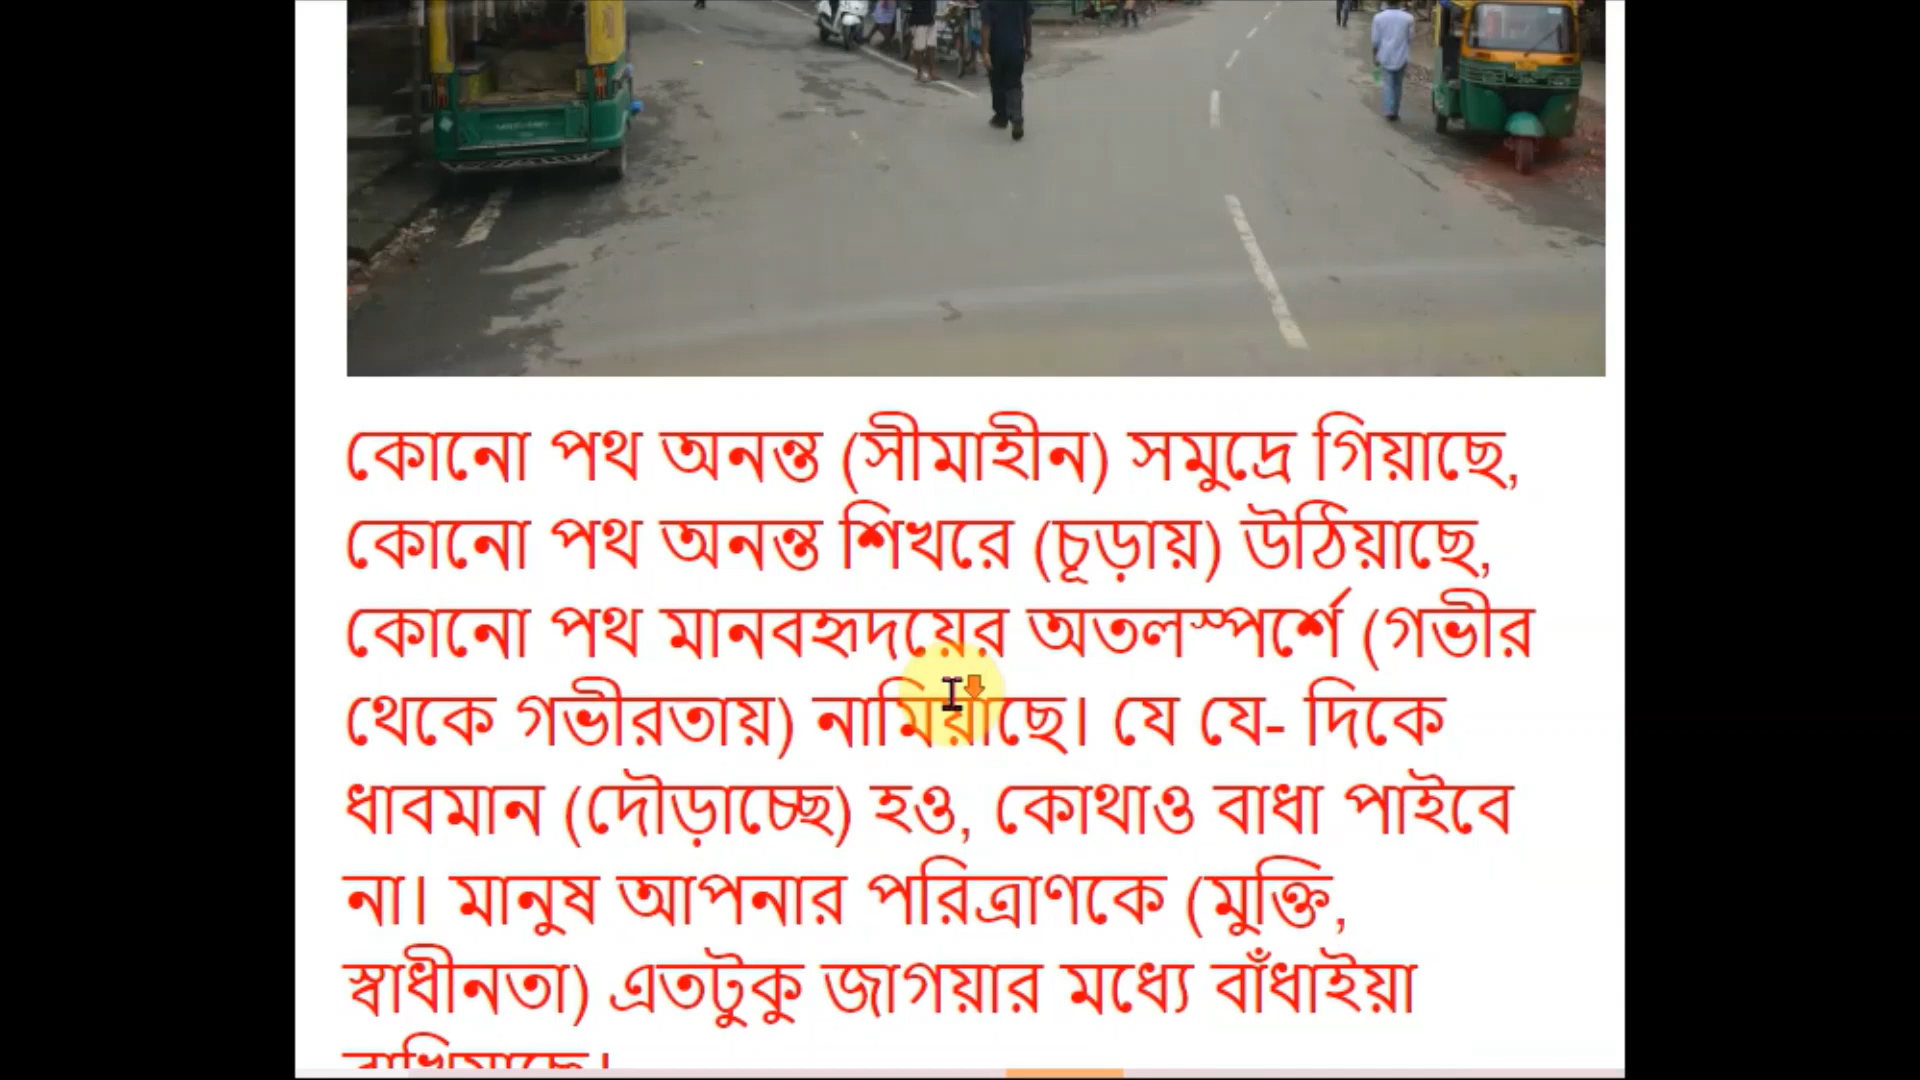 কোনো পথ অনন্ত (সীমাহীন) সমুদ্রে গিয়াছে,
কোনো পথ অনন্ত শিখরে (চূড়ায়) উঠিয়াছে,
কোনো পথ মানবহৃদয়ের অতলস্পর্শে (গভীর
থেকে গভীরতায়) নামিয়াছে। যে যে- দিকে
ধাবমান (দৌড়াচ্ছে) হও, কোথাও বাধা পাইবে
না। মানুষ আপনার পরিত্রাণকে (মুক্তি,
স্বাধীনতা) এতটুকু জাগয়ার মধ্যে বাঁধাইয়া